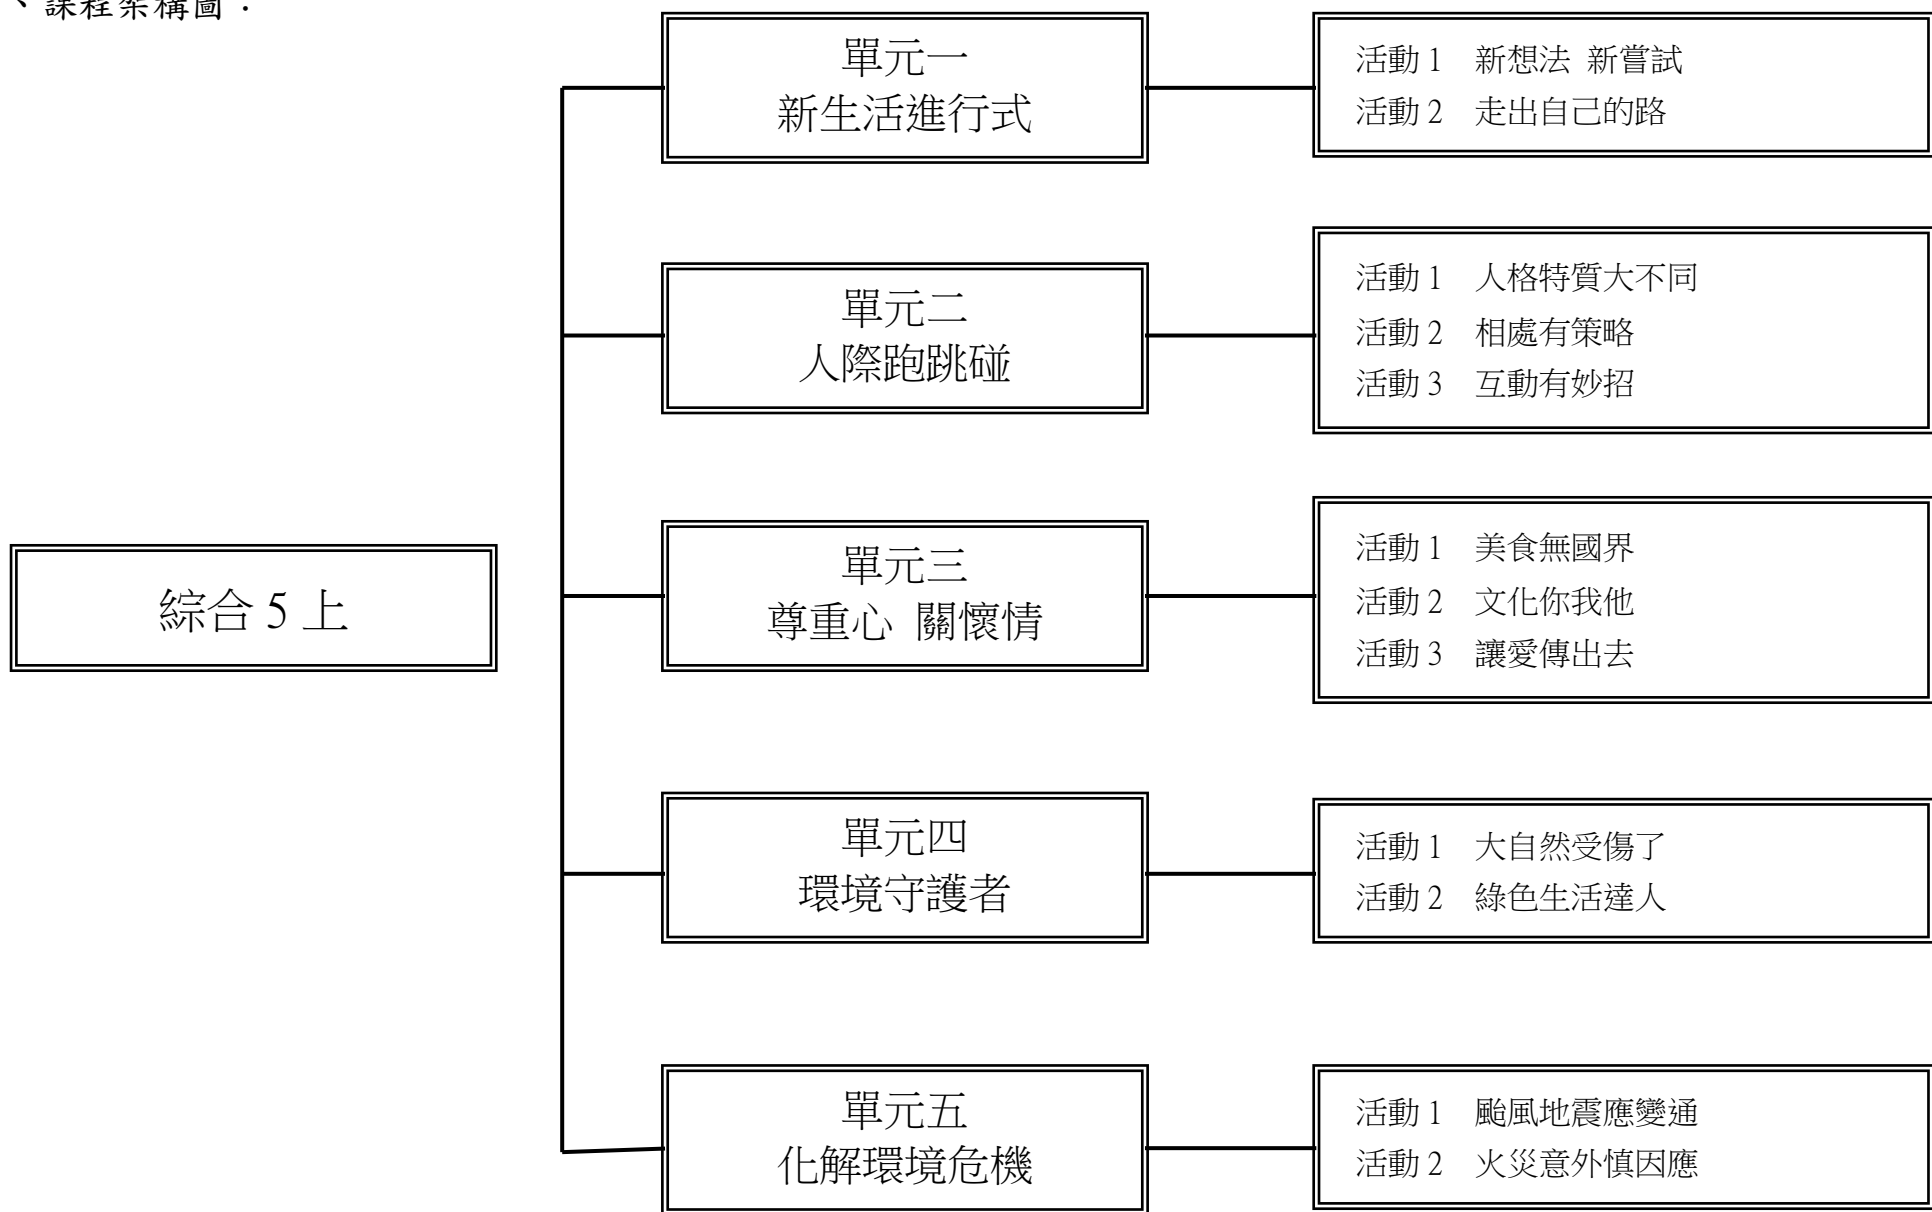 、課程架構圖：
綜合 5 上
單元一
新生活進行式
活動 1 新想法 新嘗試
活動 2 走出自己的路
單元二
人際跑跳碰
活動 1 人格特質大不同
活動 2 相處有策略
活動 3 互動有妙招
單元三
尊重心 關懷情
活動 1 美食無國界
活動 2 文化你我他
活動 3 讓愛傳出去
單元四
環境守護者
活動 1 大自然受傷了
活動 2 綠色生活達人
單元五
化解環境危機
活動 1 颱風地震應變通
活動 2 火災意外慎因應